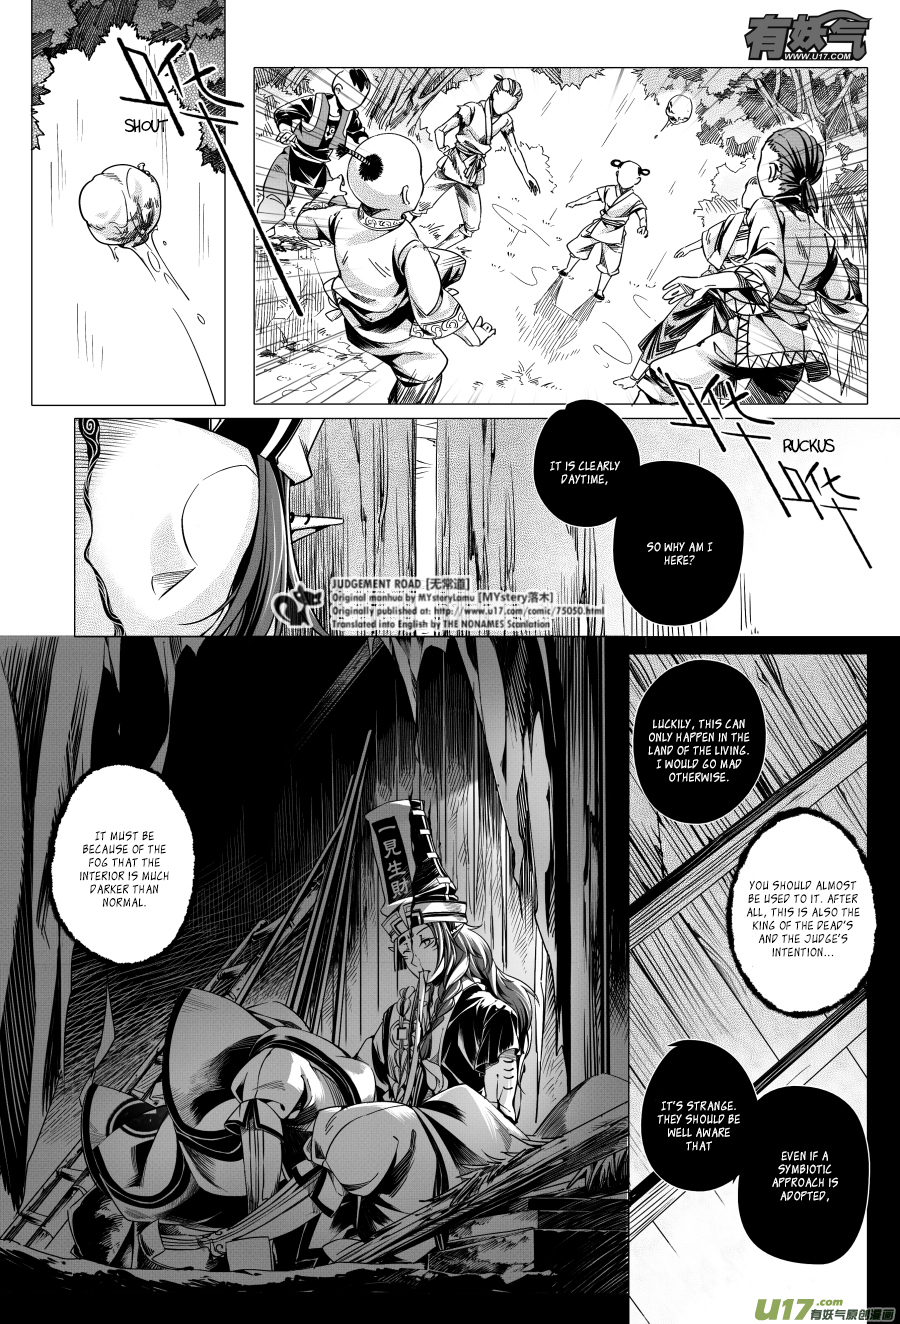 有妖气
WWW.U17.COM
SHOUT
RUCKUS
IT IS CLEARLY
DAYTIME,
SO WHY AM I
HERE?
JUDGEMENT ROAD [无常道]
Original manhua by MYsteryLamu [MYstery落木]
Originally published at: http://www.u17.com/comic/75050.html
Translated into English by THE NONAMES Scanlation
LUCKILY, THIS CAN
ONLY HAPPEN IN THE
LAND OF THE LIVING.
I WOULD GO MAD
OTHERWISE.
IT MUST BE
BECAUSE OF THE
FOG THAT THE
INTERIOR IS MUCH
DARKER THAN
NORMAL.
一見生財
YOU SHOULD ALMOST
BE USED TO IT. AFTER
ALL, THIS IS ALSO THE
KING OF THE DEAD'S
AND THE JUDGE'S
INTENTION...
IT'S STRANGE.
THEY SHOULD BE
WELL AWARE
THAT
EVEN IF A
SYMBIOTIC
APPROACH IS
ADOPTED,
U17.com
有妖气原创漫画